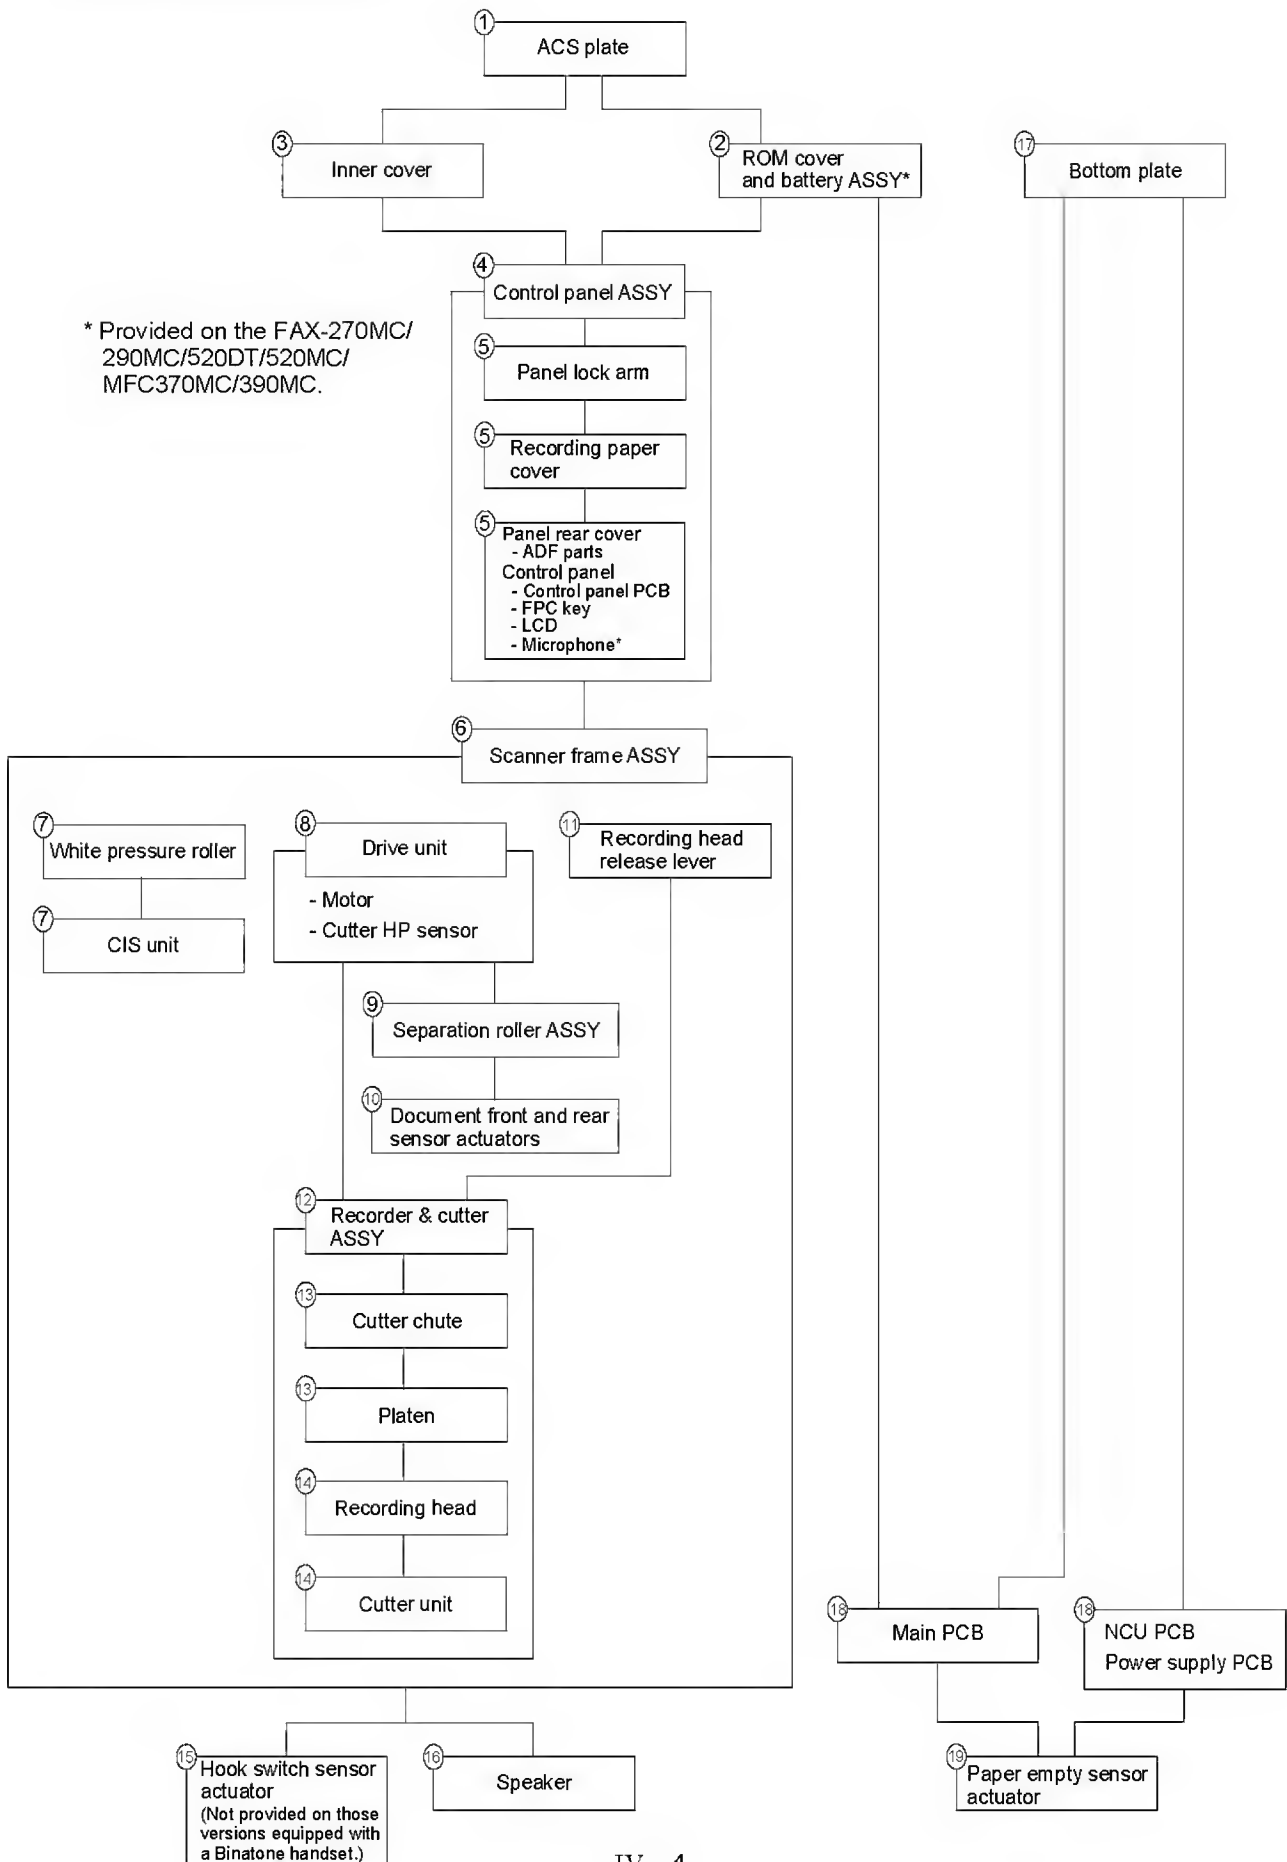 1
ACS plate
3
Inner cover
2
ROM cover
and battery ASSY*
17
Bottom plate
4
Control panel ASSY
* Provided on the FAX-270MC/
290MC/520DT/520MC/
MFC370MC/390MC.
5
Panel lock arm
5
Recording paper
cover
5
Panel rear cover
- ADF parts
Control panel
- Control panel PCB
- FPC key
- LCD
- Microphone*
6
Scanner frame ASSY
7
White pressure roller
8
Drive unit
- Motor
- Cutter HP sensor
11
Recording head
release lever
7
CIS unit
9
Separation roller ASSY
10
Document front and rear
sensor actuators
12
Recorder & cutter
ASSY
13
Cutter chute
13
Platen
14
Recording head
14
Cutter unit
18
Main PCB
18
NCU PCB
Power supply PCB
15
Hook switch sensor
actuator
(Not provided on those
versions equipped with
a Binatone handset.)
16
Speaker
19
Paper empty sensor
actuator